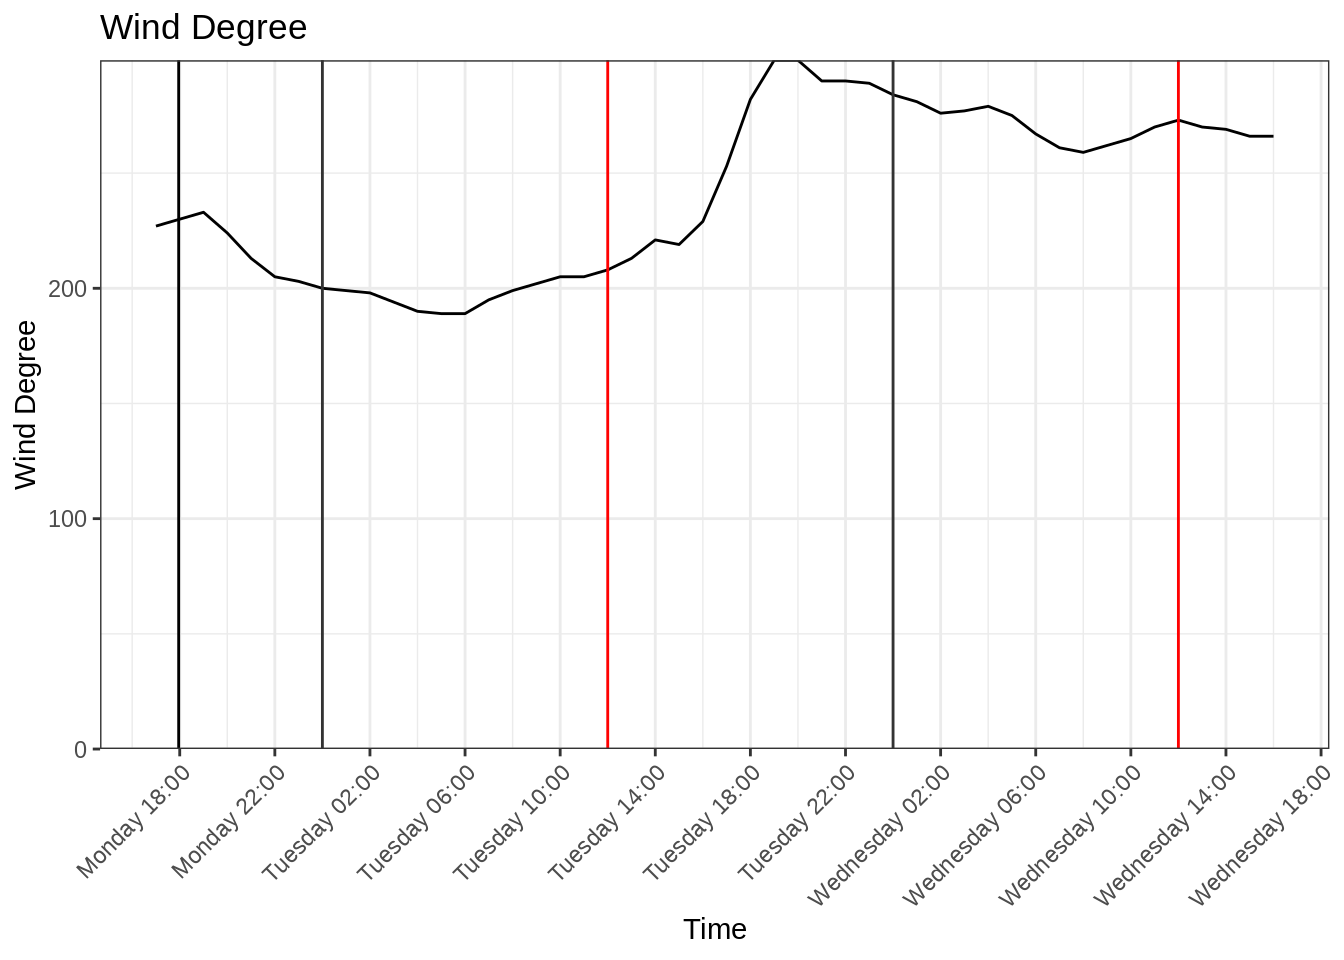 Wind Degree
Wind Degree
200
100
0
Monday 18:00
Monday 22:00
Tuesday 02:00
Tuesday 06:00
Tuesday 10:00
Tuesday 14:00
Tuesday 18:00
Tuesday 22:00
Wednesday 02:00
Wednesday 06:00
Wednesday 10:00
Wednesday 14:00
Wednesday 18:00
Time